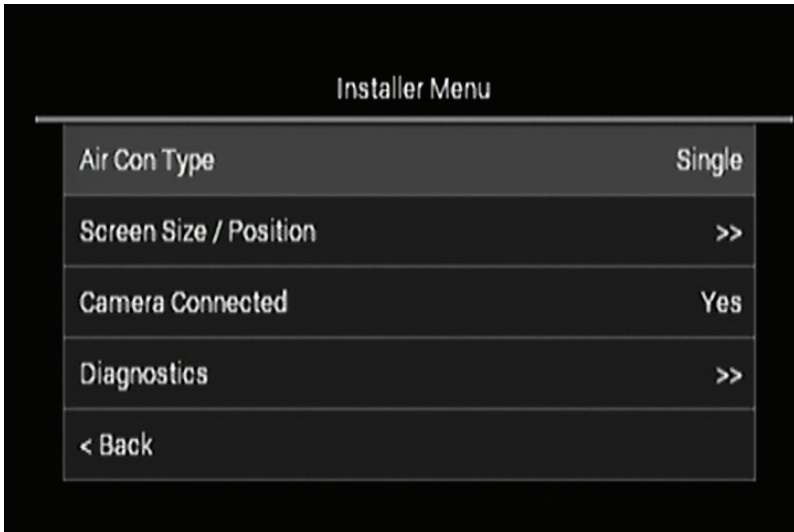 Installer Menu
Air Con Type Single
Screen Size / Position >>
Camera Connected Yes
Diagnostics >>
< Back